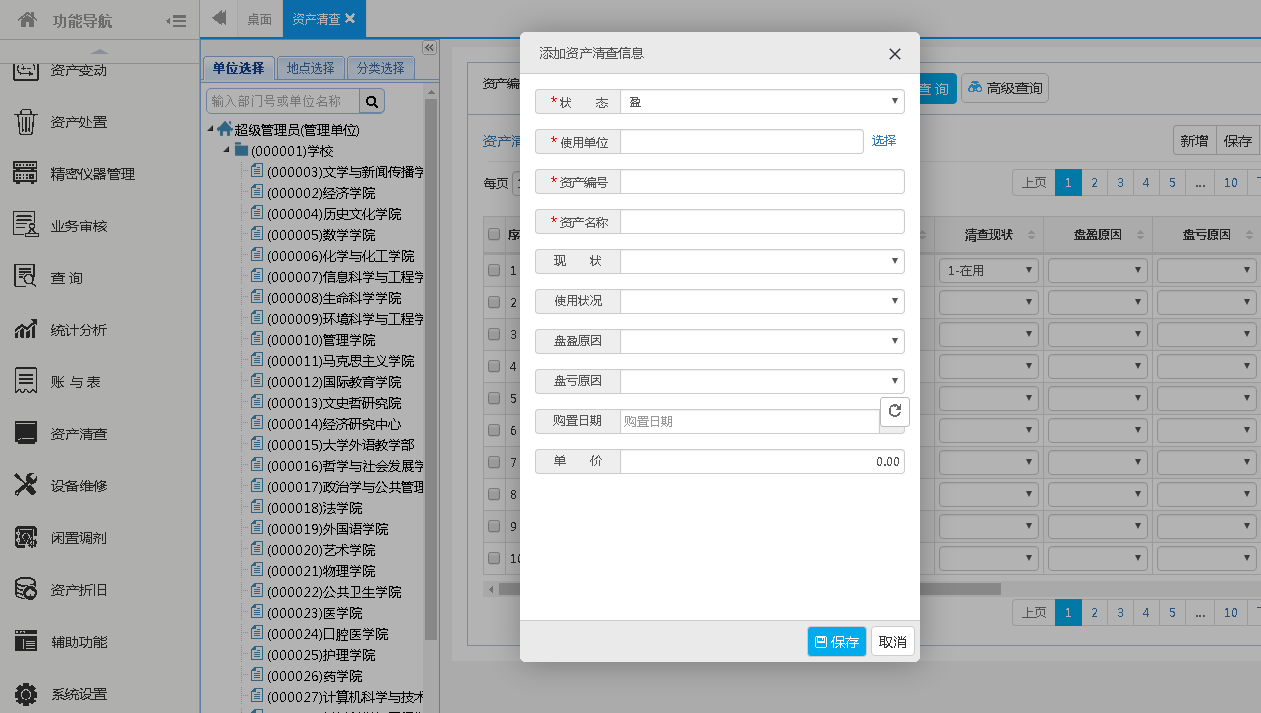 功能导航
桌面
资产清查
资产变动
资产处置
精密仪器管理
业务审核
查 询
统计分析
账 与 表
资产清查
设备维修
闲置调剂
资产折旧
辅助功能
系统设置
单位选择 地点选择 分类选择
输入部门号或单位名称
超级管理员(管理单位)
(000001)学校
(000003)文学与新闻传播学
(000002)经济学院
(000004)历史文化学院
(000005)数学学院
(000006)化学与化工学院
(000007)信息科学与工程学
(000008)生命科学学院
(000009)环境科学与工程学
(000010)管理学院
(000011)马克思主义学院
(000012)国际教育学院
(000013)文史哲研究院
(000014)经济研究中心
(000015)大学外语教学部
(000016)哲学与社会发展学
(000017)政治学与公共管理
(000018)法学院
(000019)外国语学院
(000020)艺术学院
(000021)物理学院
(000022)公共卫生学院
(000023)医学院
(000024)口腔医学院
(000025)护理学院
(000026)药学院
(000027)计算机科学与技术
资产编
查 询 高级查询
资产清
新增 保存
每页 1
上页 1 2 3 4 5 ... 10
序 清查现状 盘盈原因 盘亏原因
1 1-在用
2
3
4
5
6
7
8
9
10
上页 1 2 3 4 5 ... 10
添加资产清查信息
*状 态 盈
*使用单位 选择
*资产编号
*资产名称
现 状
使用状况
盘盈原因
盘亏原因
购置日期 购置日期
单 价 0.00
保存 取消